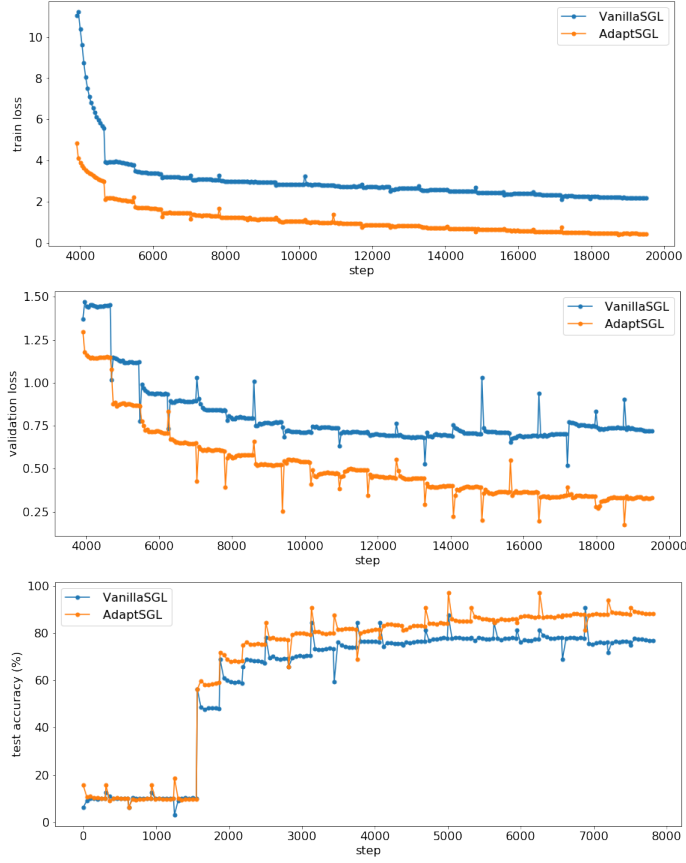 VanillaSGL
AdaptSGL
train loss
10
8
6
4
2
0
4000 6000 8000 10000 12000 14000 16000 18000 20000
step
VanillaSGL
AdaptSGL
validation loss
1.50
1.25
1.00
0.75
0.50
0.25
4000 6000 8000 10000 12000 14000 16000 18000 20000
step
VanillaSGL
AdaptSGL
test accuracy (%)
100
80
60
40
20
0
0 1000 2000 3000 4000 5000 6000 7000 8000
step